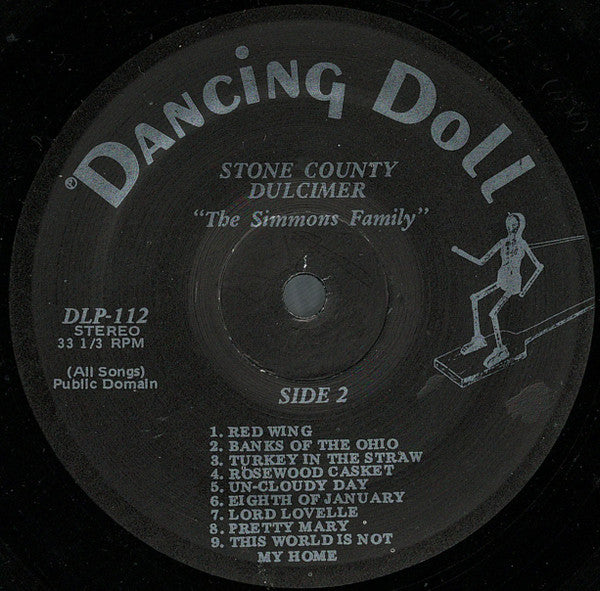 ® DANCING DOLL
STONE COUNTY
DULCIMER
"The Simmons Family"
DLP-112
STEREO
33 1/3 RPM
(All Songs)
Public Domain
SIDE 2
1. RED WING
2. BANKS OF THE OHIO
3. TURKEY IN THE STRAW
4. ROSEWOOD CASKET
5. UN-CLOUDY DAY
6. EIGHTH OF JANUARY
7. LORD LOVELLE
8. PRETTY MARY
9. THIS WORLD IS NOT
MY HOME